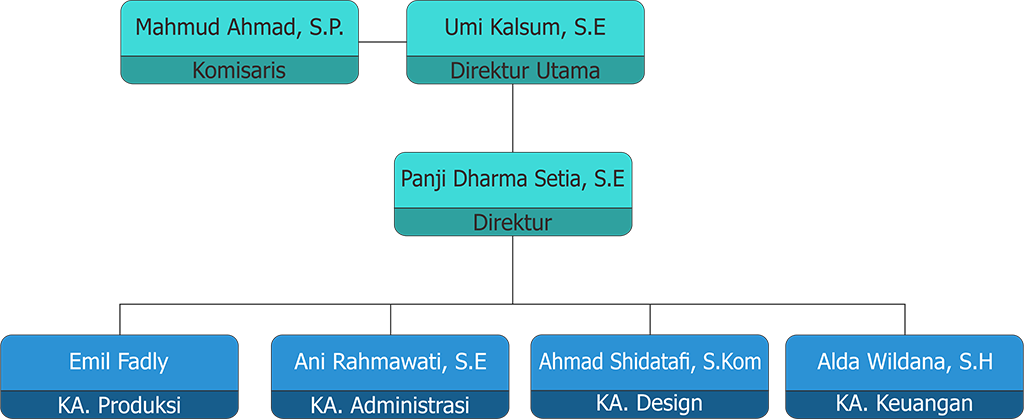 Mahmud Ahmad, S.P.
Komisaris
Umi Kalsum, S.E
Direktur Utama
Panji Dharma Setia, S.E
Direktur
Emil Fadly
KA. Produksi
Ani Rahmawati, S.E
KA. Administrasi
Ahmad Shidatafi, S.Kom
KA. Design
Alda Wildana, S.H
KA. Keuangan